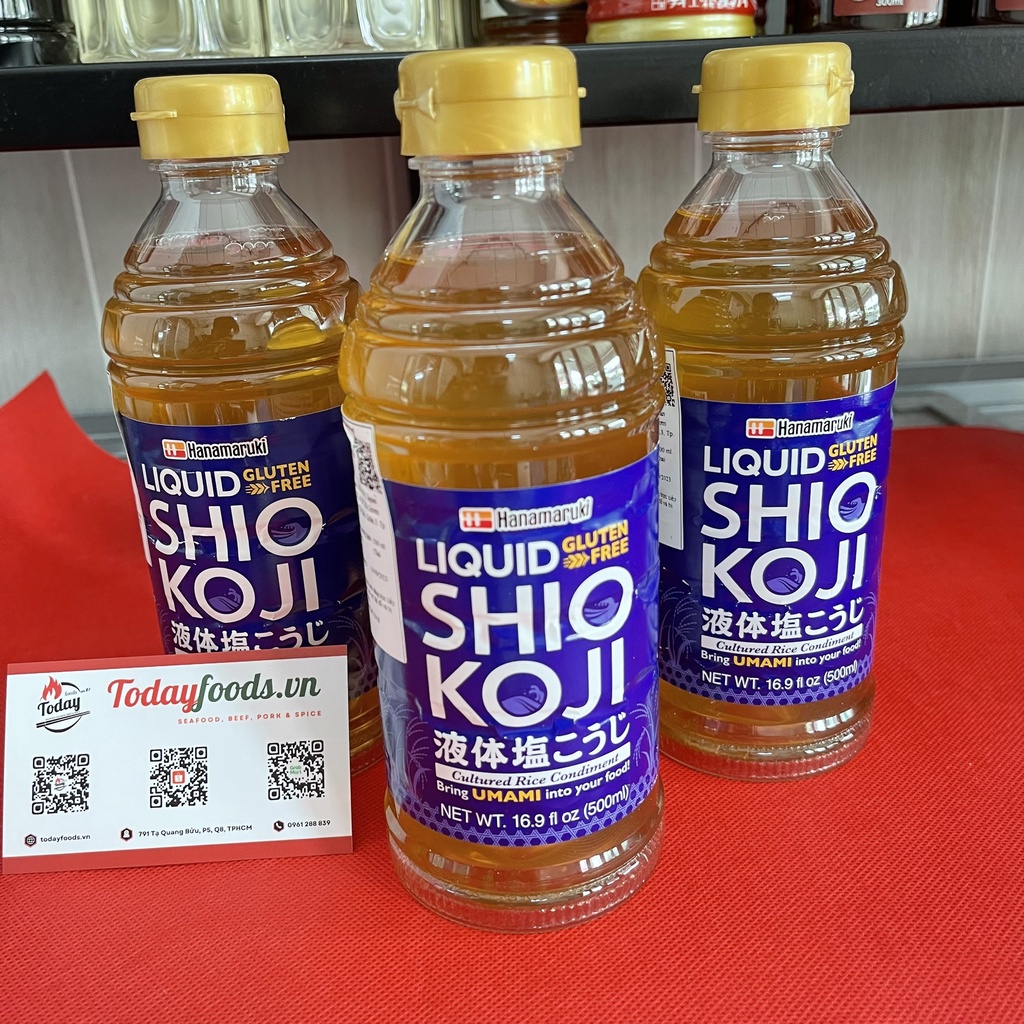 300ml
Hanamaruki
LIQUID GLUTEN FREE
SHIO
KOJI
液体塩こうじ
Hanamaruki
LIQUID GLUTEN FREE
SHIO
KOJI
液体塩こうじ
Cultured Rice Condiment
Bring UMAMI into your food!
NET WT. 16.9 fl oz (500ml)
Hanamaruki
LIQUID GLUTEN FREE
SHIO
KOJI
液体塩こうじ
Cultured Rice Condiment
Bring UMAMI into your food!
NET WT. 16.9 fl oz (500ml)
foods
Today
Todayfoods.vn
SEAFOOD, BEEF, PORK & SPICE
todayfoods.vn
791 Tạ Quang Bửu, P5, Q8, TPHCM
0961 288 839